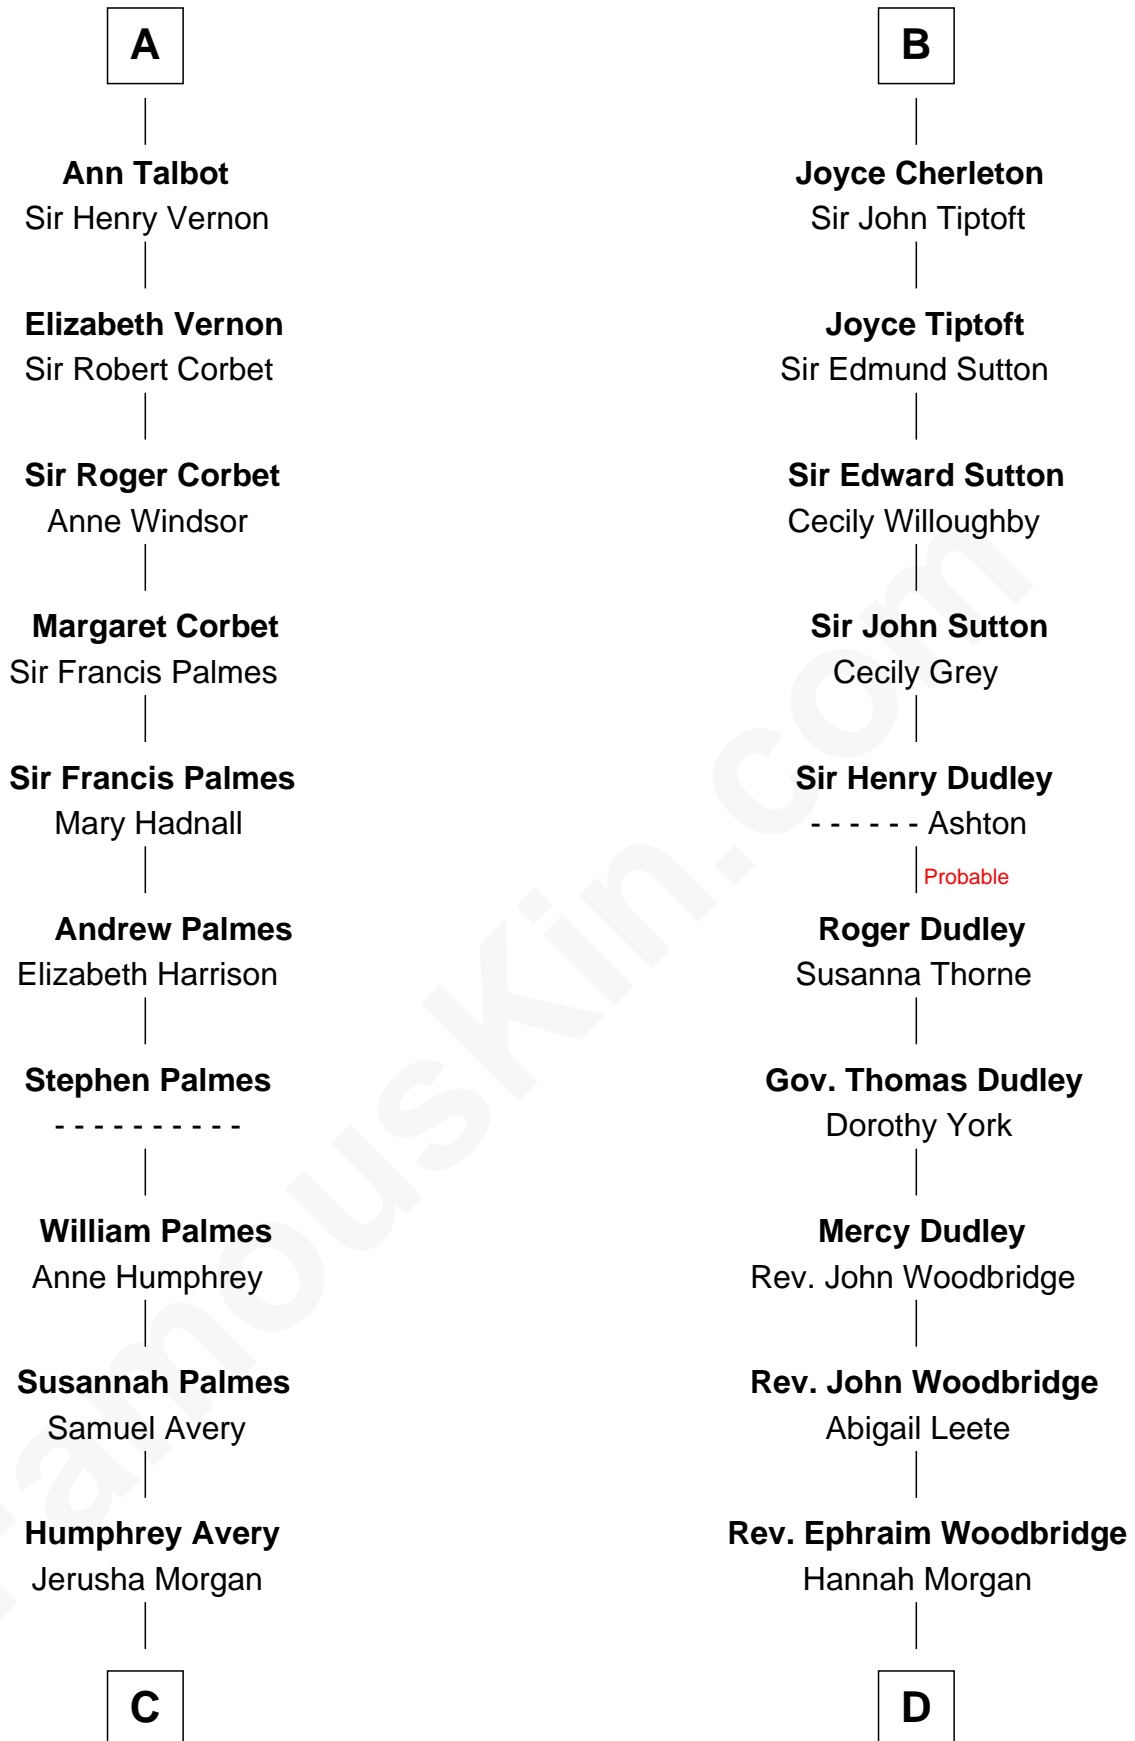 A
Ann Talbot
Sir Henry Vernon
Elizabeth Vernon
Sir Robert Corbet
Sir Roger Corbet
Anne Windsor
Margaret Corbet
Sir Francis Palmes
Sir Francis Palmes
Mary Hadnall
Andrew Palmes
Elizabeth Harrison
Stephen Palmes
- - - - - - - - - -
William Palmes
Anne Humphrey
Susannah Palmes
Samuel Avery
Humphrey Avery
Jerusha Morgan
C
B
Joyce Cherleton
Sir John Tiptoft
Joyce Tiptoft
Sir Edmund Sutton
Sir Edward Sutton
Cecily Willoughby
Sir John Sutton
Cecily Grey
Sir Henry Dudley
- - - - - - Ashton
Probable
Roger Dudley
Susanna Thorne
Gov. Thomas Dudley
Dorothy York
Mercy Dudley
Rev. John Woodbridge
Rev. John Woodbridge
Abigail Leete
Rev. Ephraim Woodbridge
Hannah Morgan
D
FamousKin.com